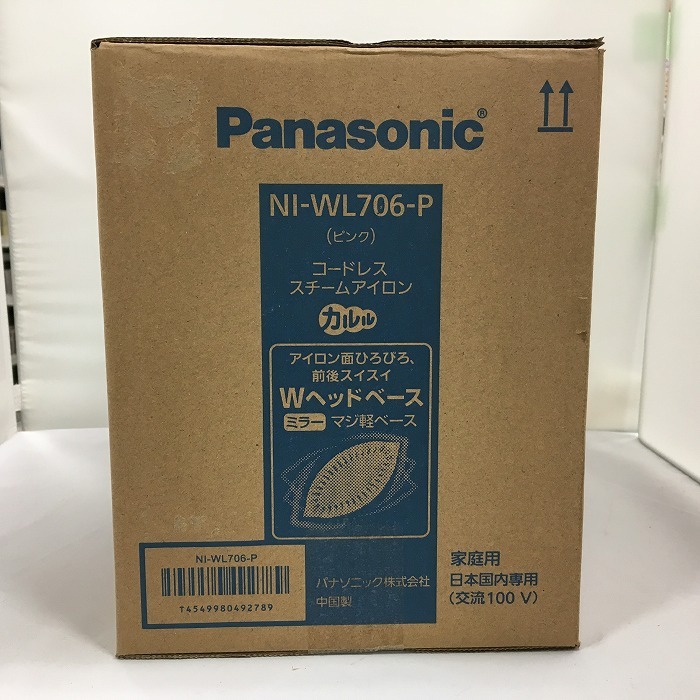 Panasonic®
NI-WL706-P
(ピンク)
コードレス
スチームアイロン
カルル
アイロン面ひろびろ、
前後スイスイ
Wヘッドベース
ミラー マジ軽ベース
NI-WL706-P
T4549980492789
パナソニック株式会社
中国製
家庭用
日本国内専用
(交流100 V)